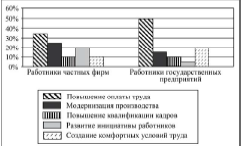 60%
50%
40%
30%
20%
10%
0%
Работники частных фирм
Работники государственных
предприятий
Повышение оплаты труда
Модернизация производства
Повышение квалификации кадров
Развитие инициативы работников
Создание комфортных условий труда